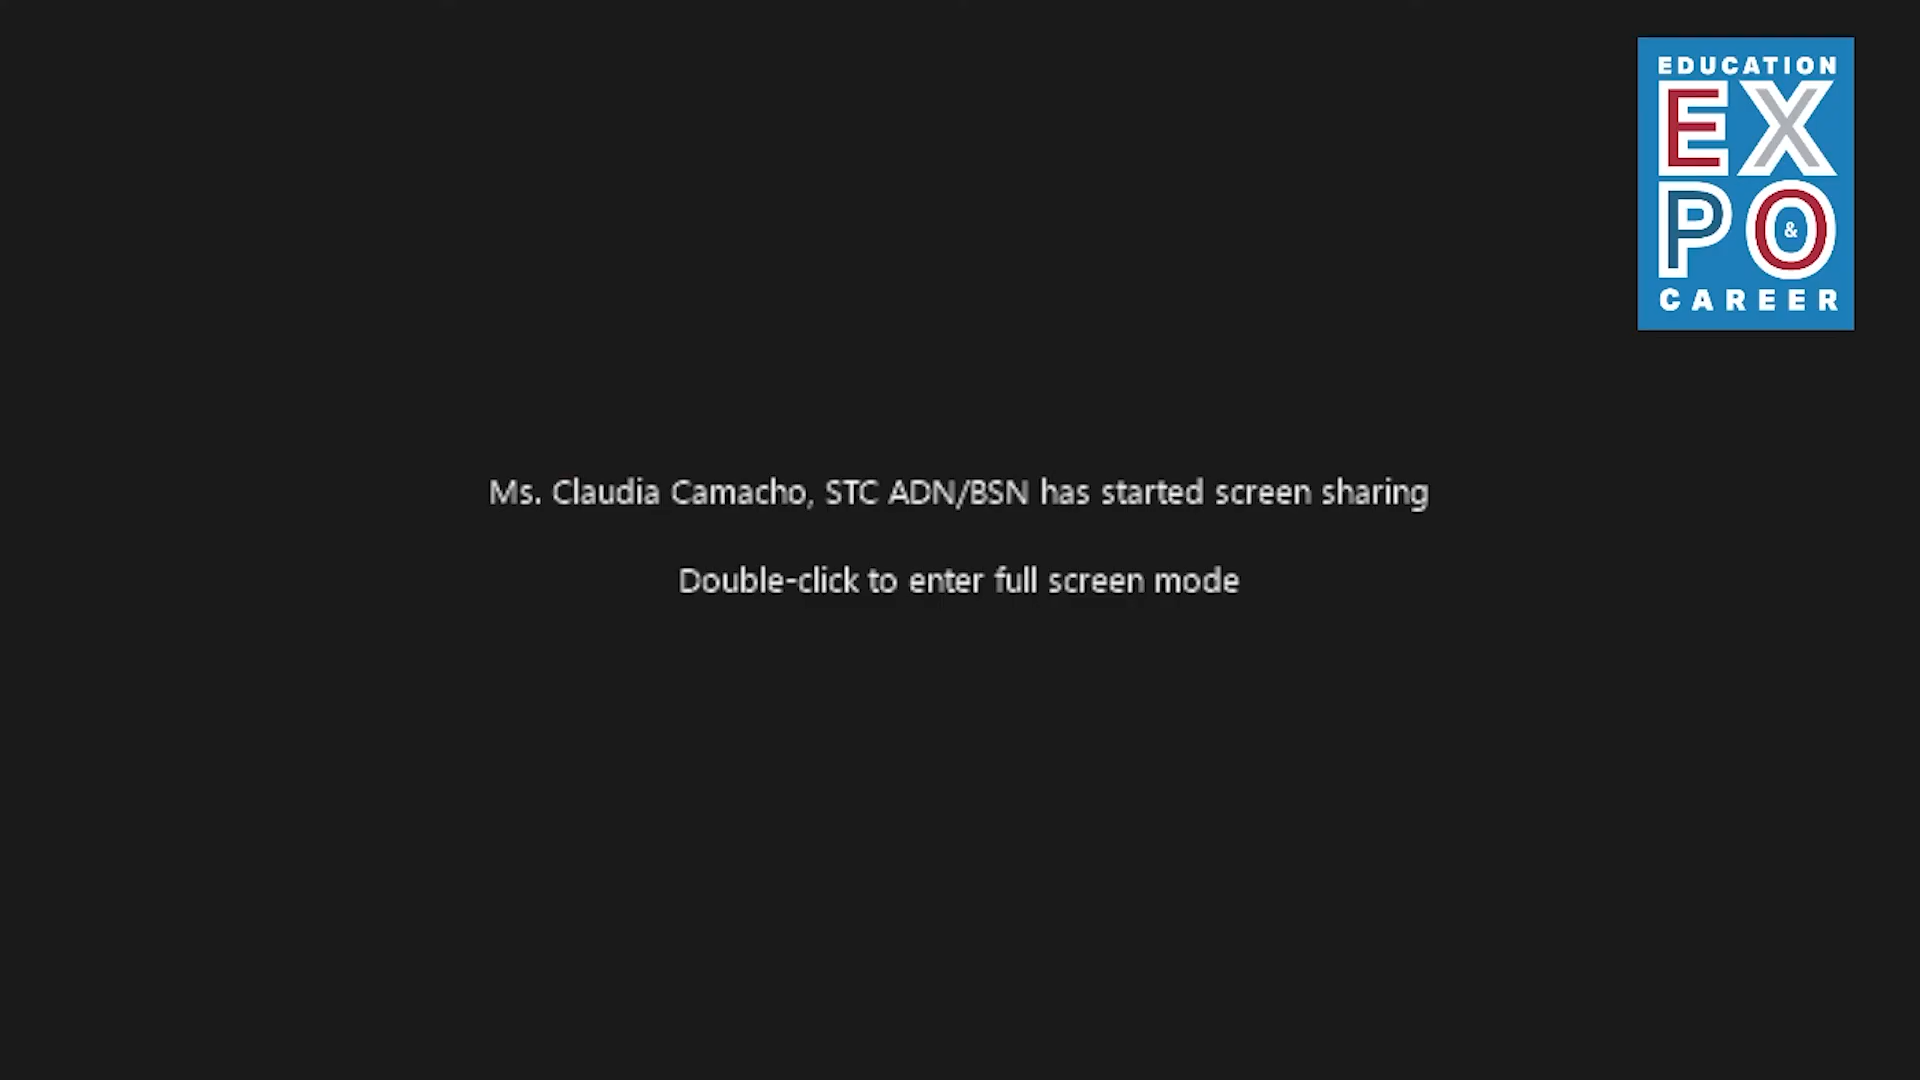 EDUCATION
EX
PO
&
CAREER
Ms. Claudia Camacho, STC ADN/BSN has started screen sharing
Double-click to enter full screen mode